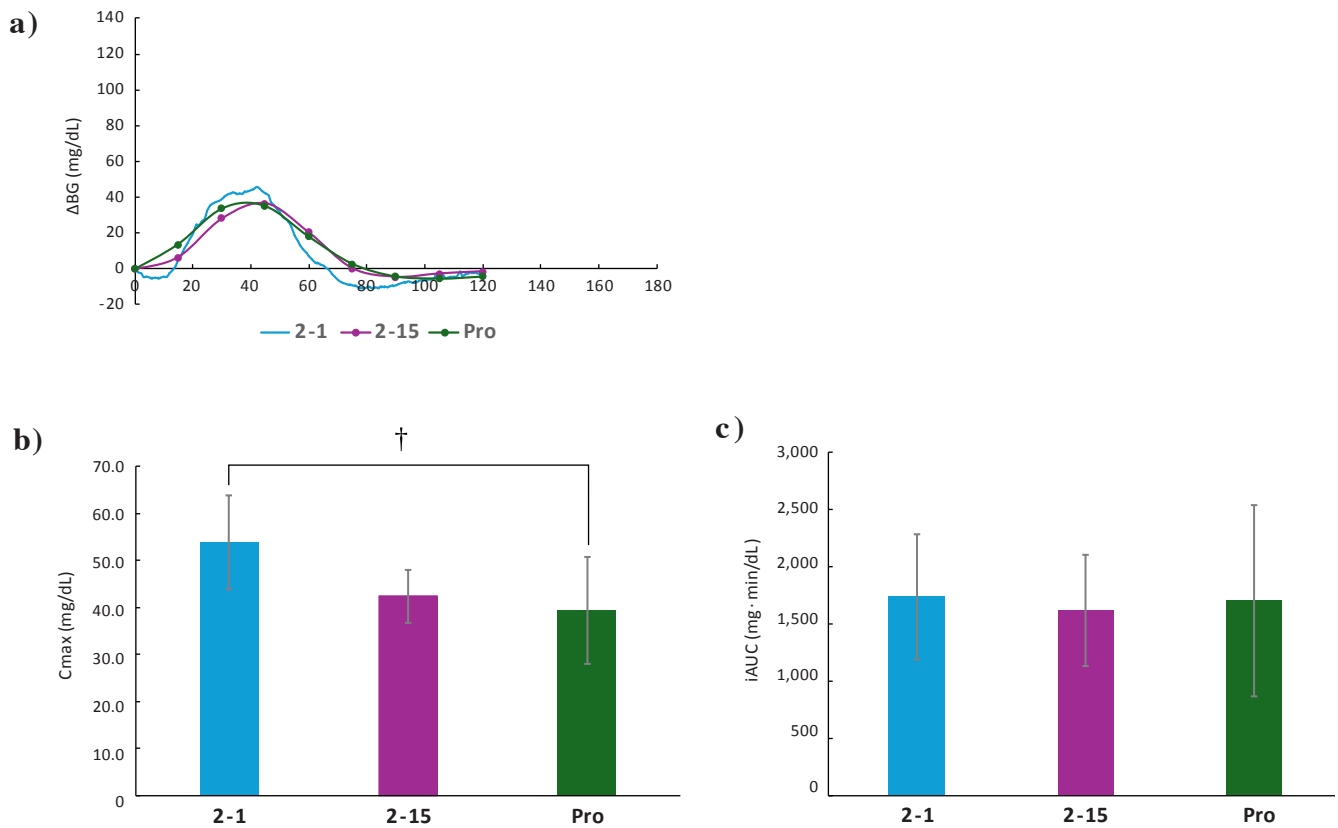 a)
140
120
100
80
60
40
20
0
-20
ΔBG (mg/dL)
0 20 40 60 80 100 120 140 160 180
2-1 2-15 Pro
b)
†
70.0
60.0
50.0
40.0
30.0
20.0
10.0
0
Cmax (mg/dL)
2-1 2-15 Pro
c)
3,000
2,500
2,000
1,500
1,000
500
0
iAUC (mg·min/dL)
2-1 2-15 Pro